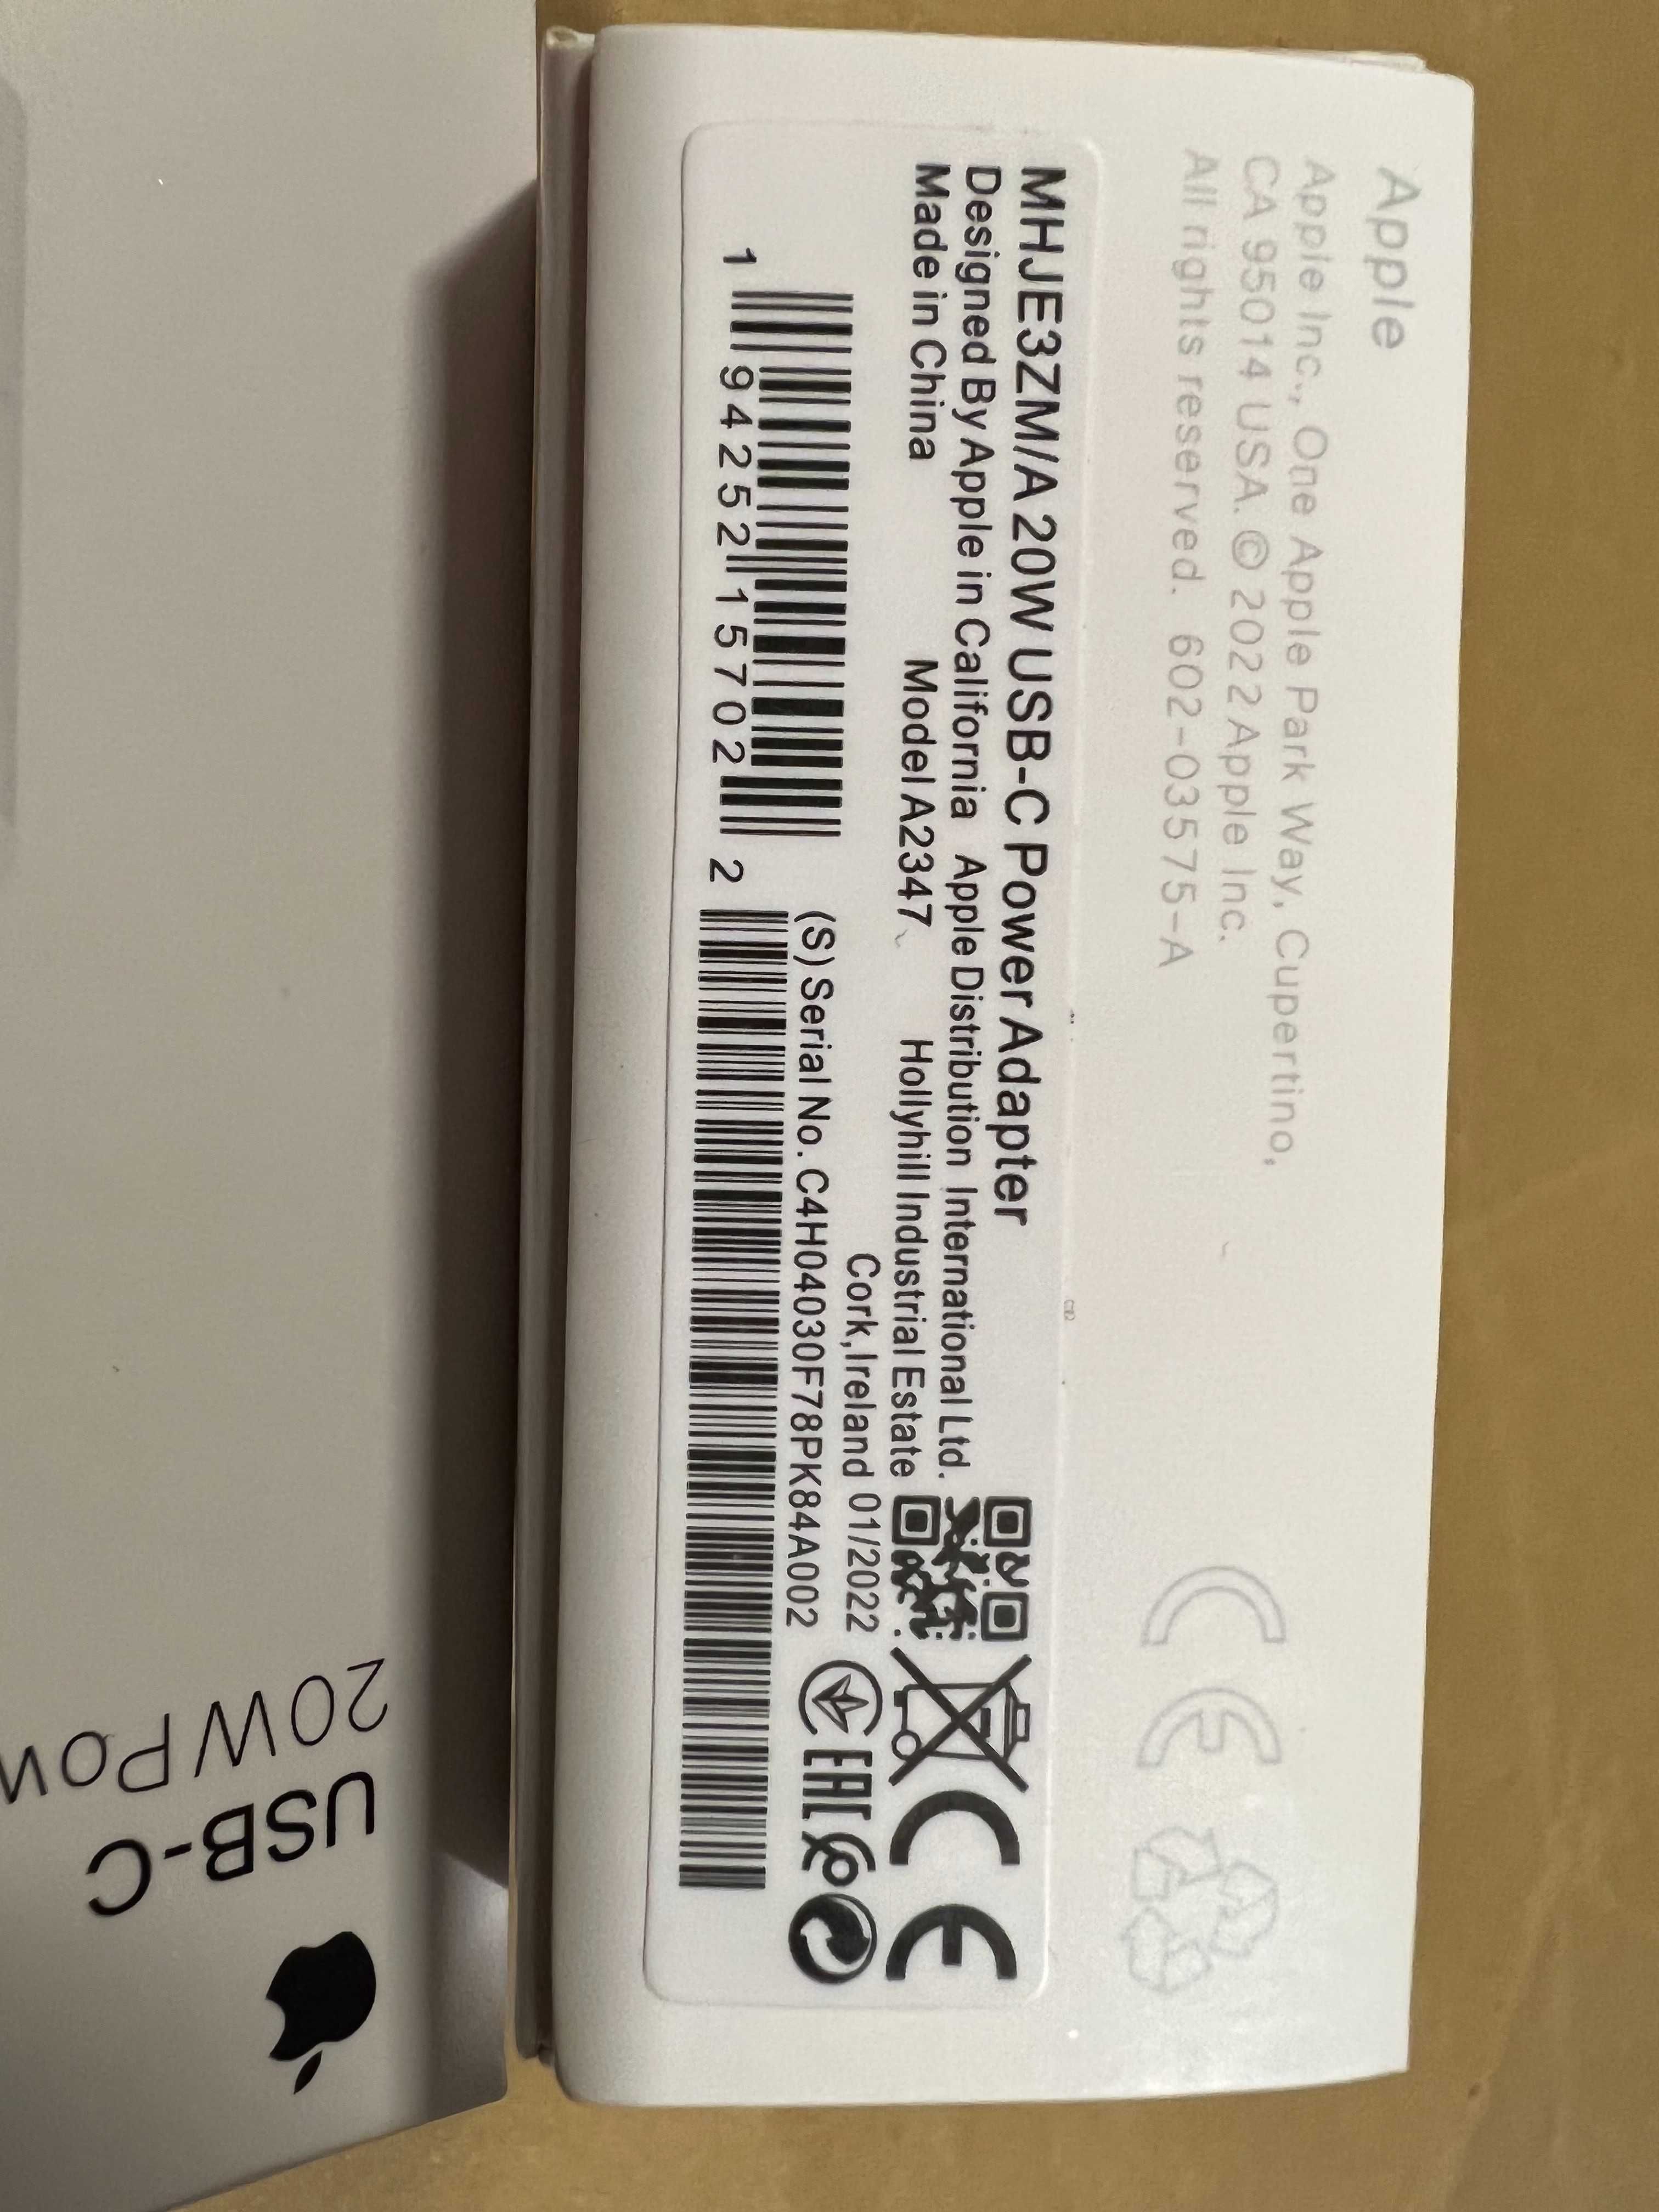 Apple
Apple Inc., One Apple Park Way, Cupertino,
CA 95014 USA. © 2022 Apple Inc.
All rights reserved. 602-03575-A
MHJE3ZM/A 20W USB-C Power Adapter
Designed By Apple in California Apple Distribution International Ltd.
Made in China Model A2347 Hollyhill Industrial Estate
Cork, Ireland 01/2022
(S) Serial No. C4H04030F78PK84A002
1 94252 15702 2
CE
CE
EAC
USB-C
20W Pow